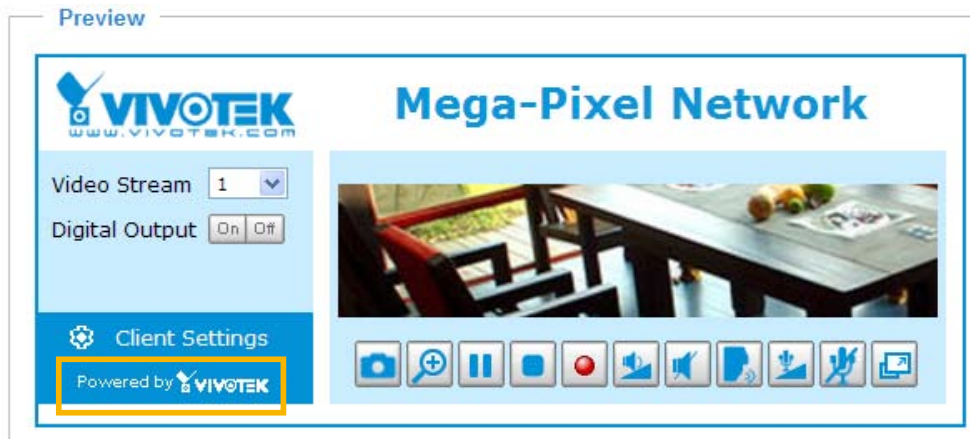 Preview
VIVOTEK
www.vivotek.com
Mega-Pixel Network
Video Stream 1
Digital Output On Off
Client Settings
Powered by VIVOTEK